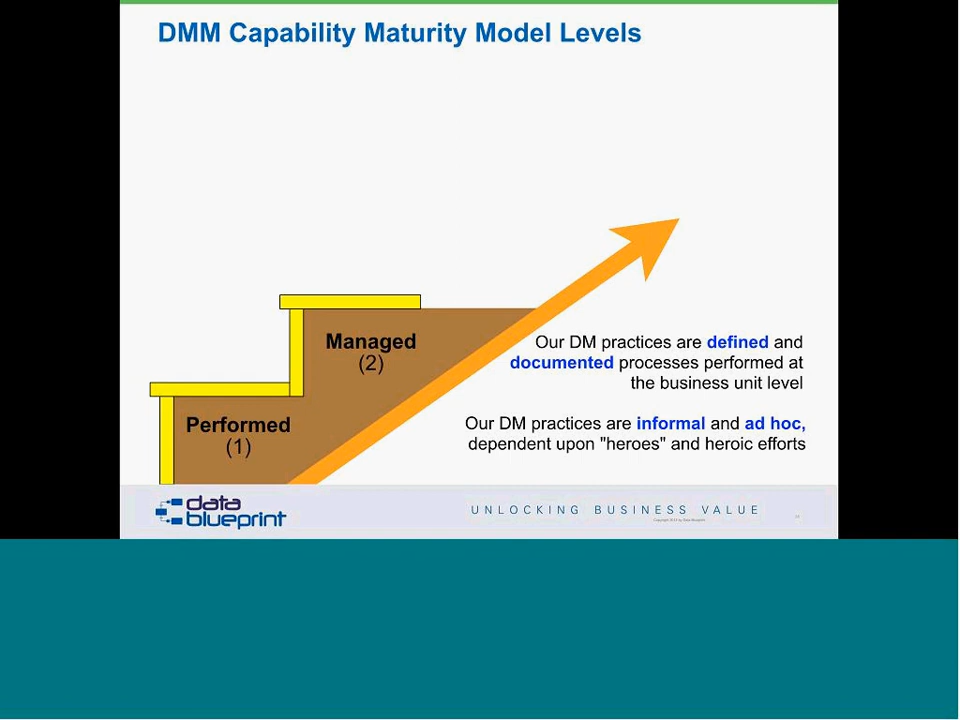 DMM Capability Maturity Model Levels
Managed
(2)
Our DM practices are defined and
documented processes performed at
the business unit level
Performed
(1)
Our DM practices are informal and ad hoc,
dependent upon "heroes" and heroic efforts
data
blueprint
UNLOCKING BUSINESS VALUE